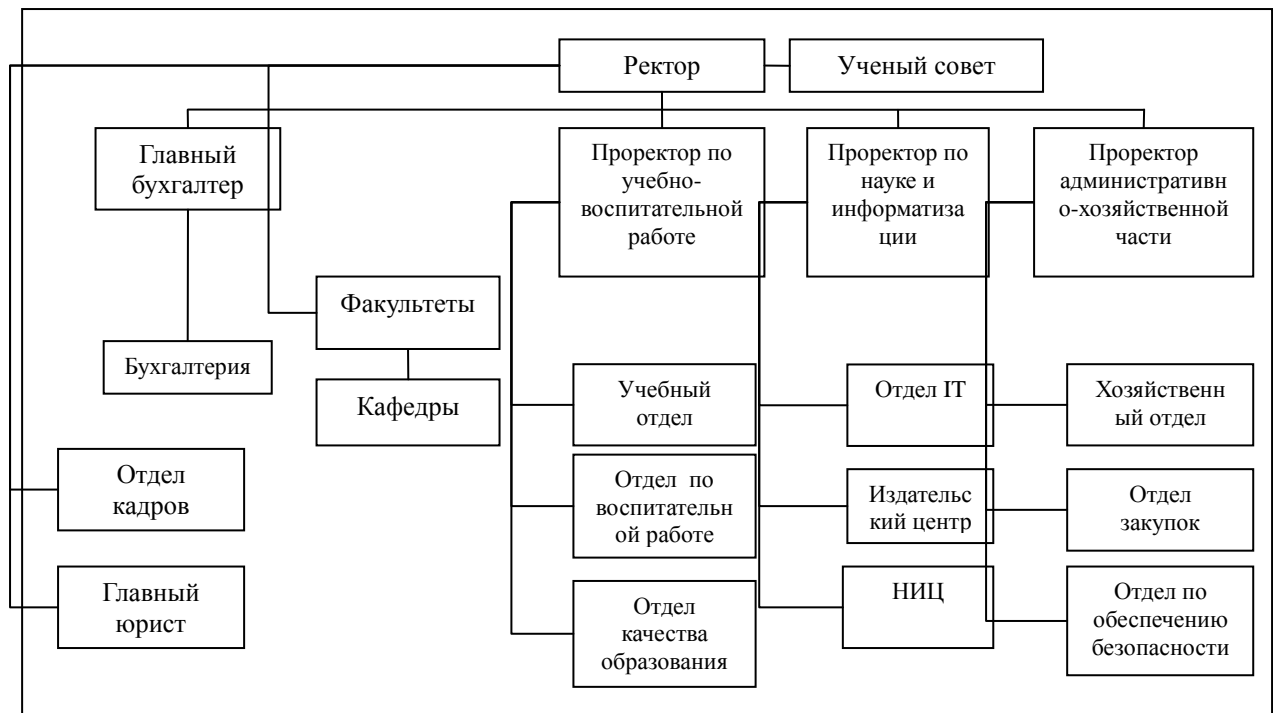 Ректор
Ученый совет
Главный
бухгалтер
Проректор по
учебно-
воспитательной
работе
Проректор по
науке и
информатиза
ции
Проректор
административн
о-хозяйственной
части
Факультеты
Бухгалтерия
Кафедры
Учебный
отдел
Отдел IT
Хозяйственн
ый отдел
Отдел
кадров
Отдел по
воспитательн
ой работе
Издательс
кий центр
Отдел
закупок
Главный
юрист
Отдел
качества
образования
НИЦ
Отдел по
обеспечению
безопасности